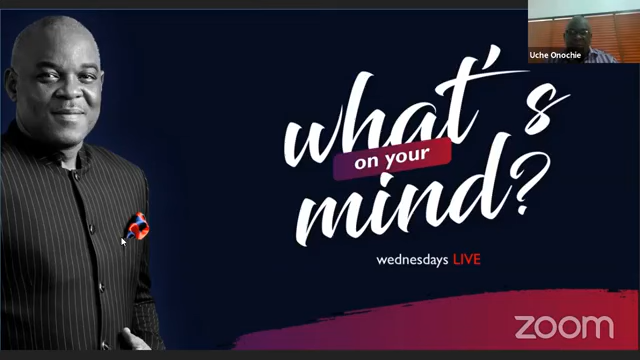 Uche Onochie
what's
on your
mind?
wednesdays LIVE
zoom